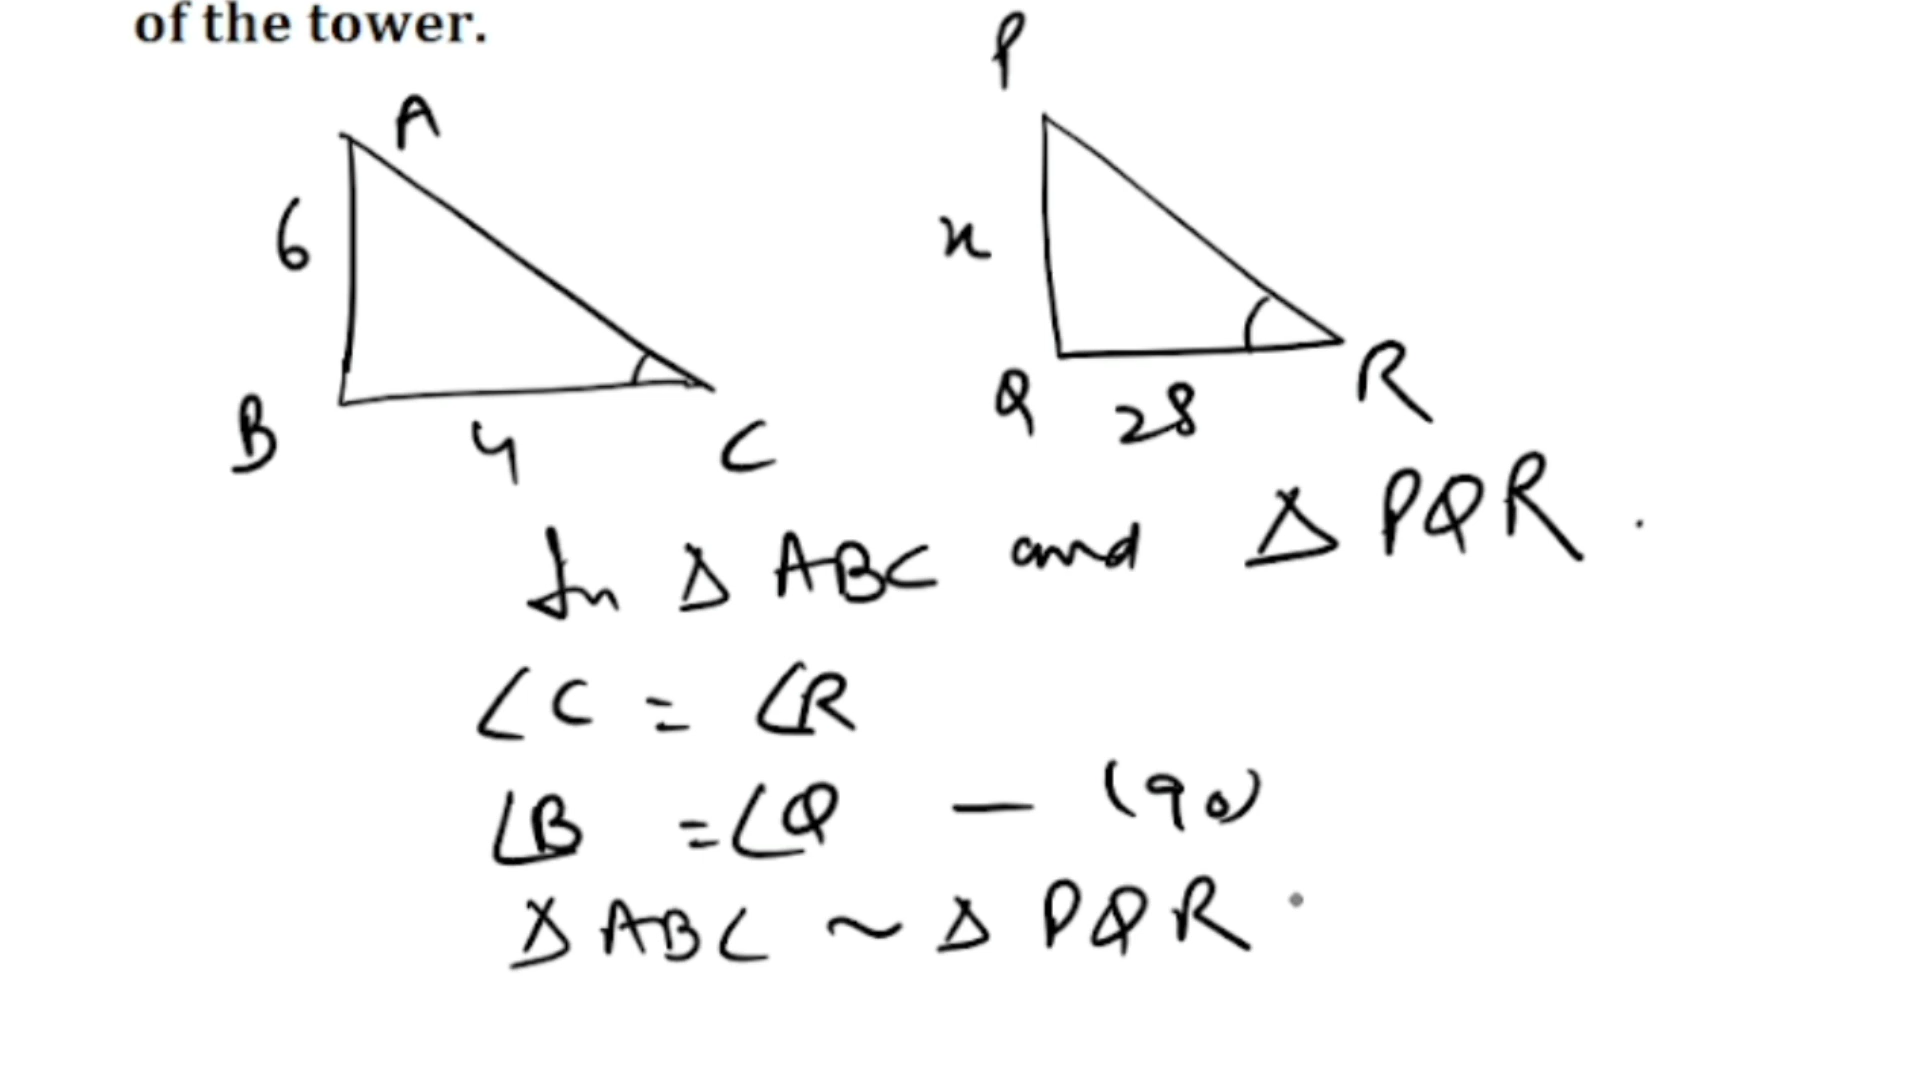 of the tower.
P
A
6
x
B
4
C
Q
28
R
In Δ ABC and Δ PQR.
∠C = ∠R
∠B = ∠Q — (90)
Δ ABC ~ Δ PQR.